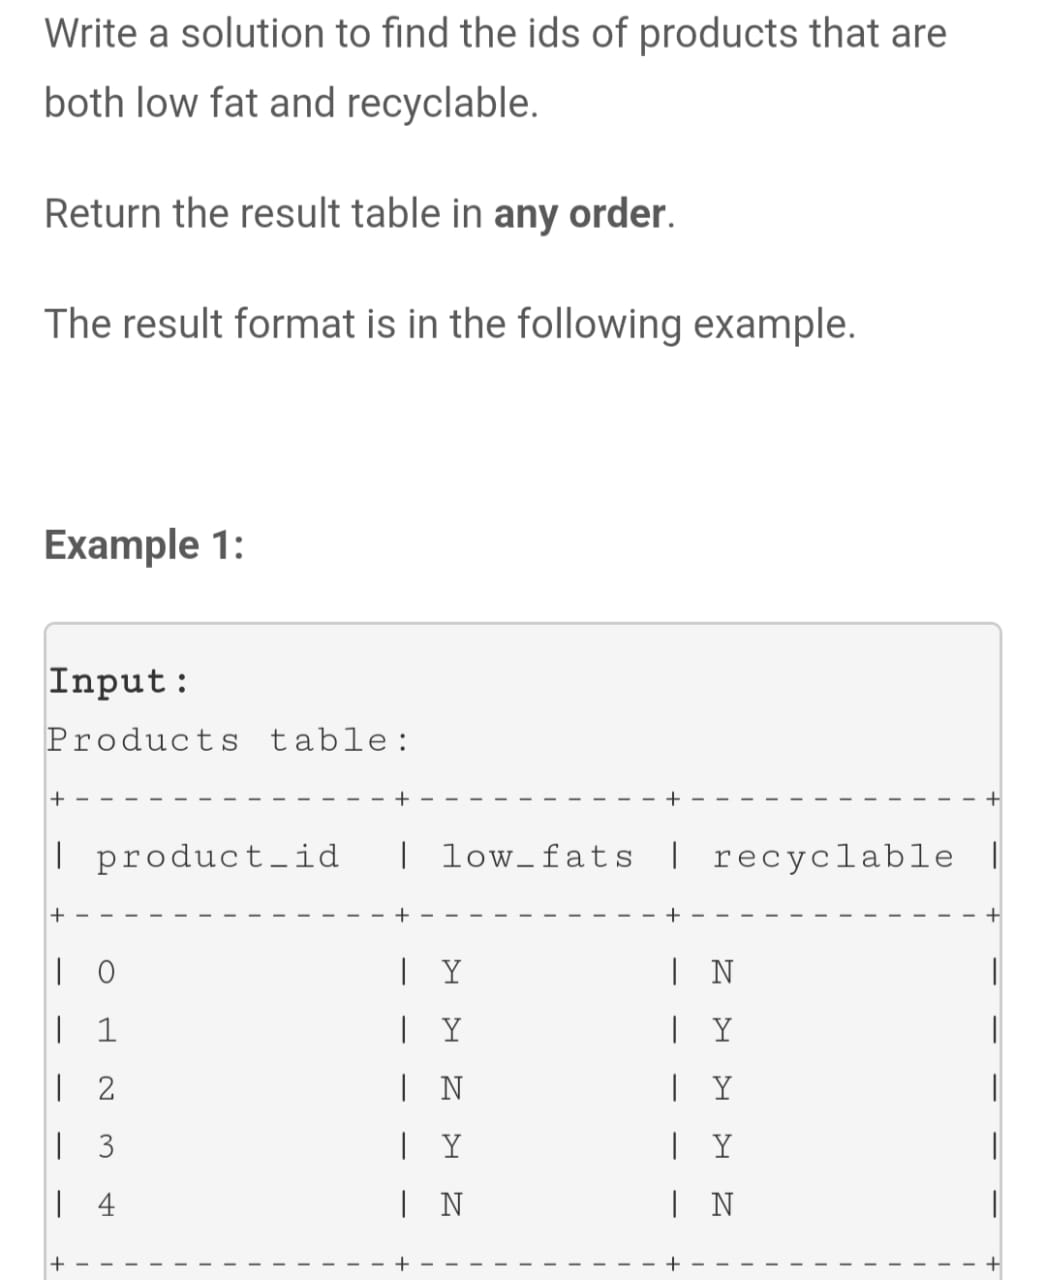 Write a solution to find the ids of products that are
both low fat and recyclable.
Return the result table in any order.
The result format is in the following example.
Example 1:
Input:
Products table:
+-------------+----------+------------+
| product_id  | low_fats | recyclable |
+-------------+----------+------------+
| 0           | Y        | N          |
| 1           | Y        | Y          |
| 2           | N        | Y          |
| 3           | Y        | Y          |
| 4           | N        | N          |
+-------------+----------+------------+